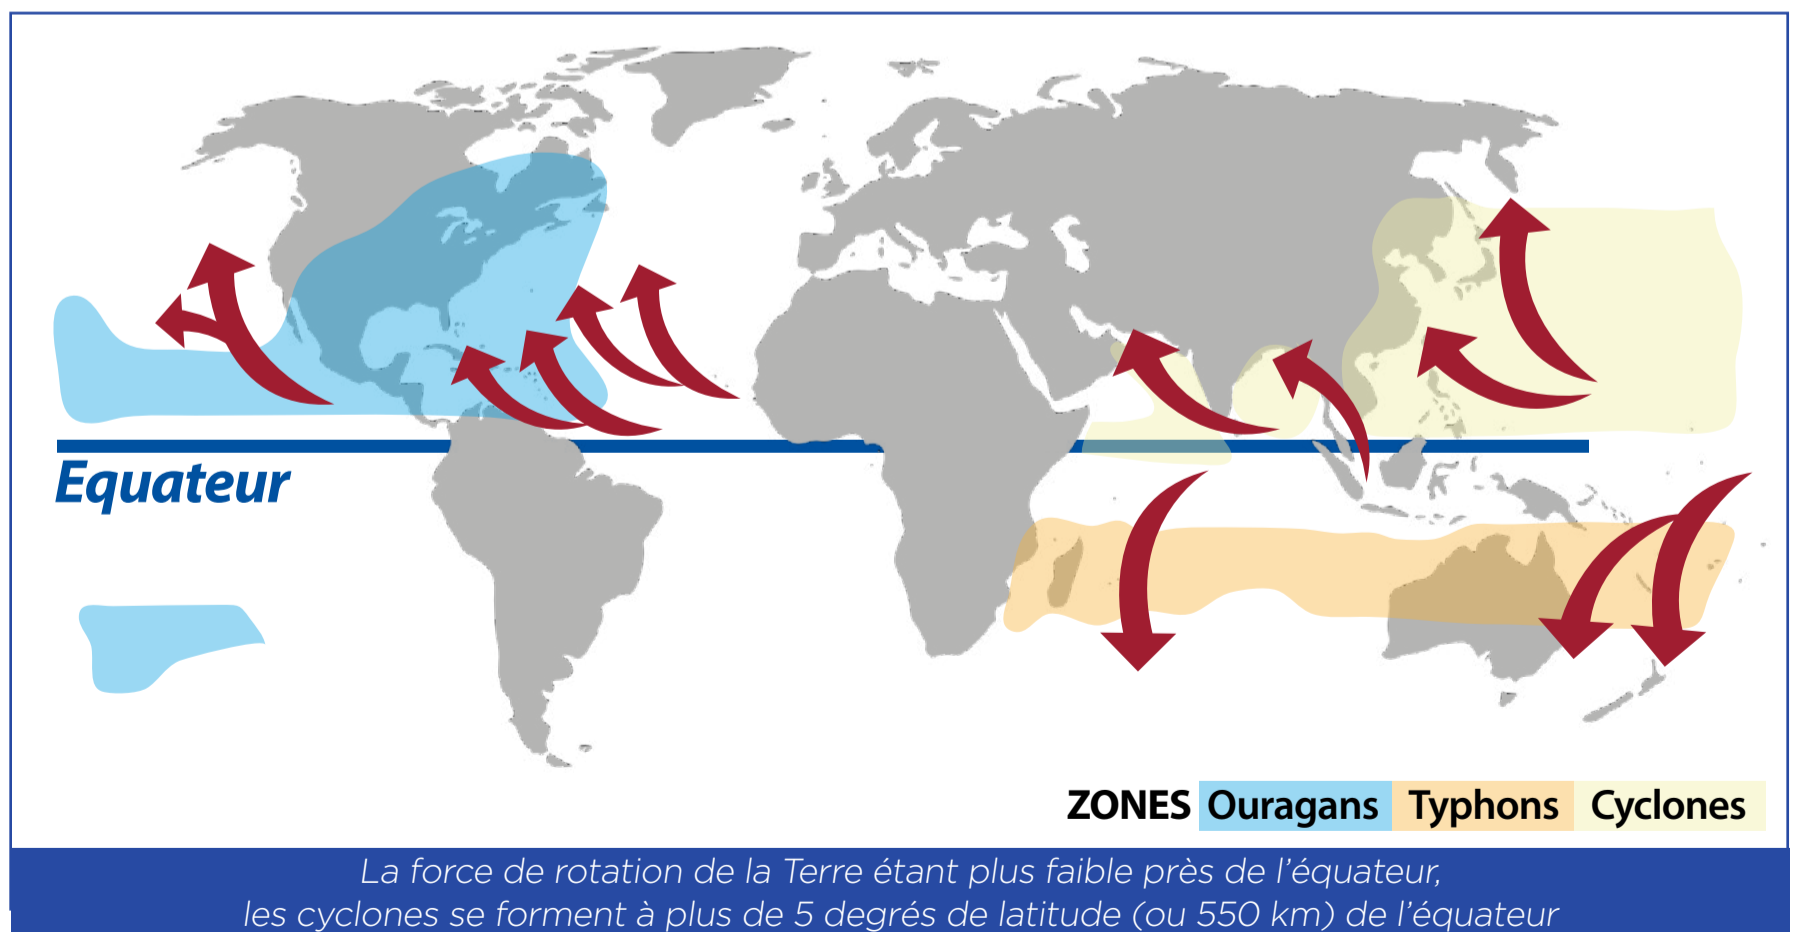 Equateur
ZONES Ouragans Typhons Cyclones
La force de rotation de la Terre étant plus faible près de l’équateur,
les cyclones se forment à plus de 5 degrés de latitude (ou 550 km) de l’équateur